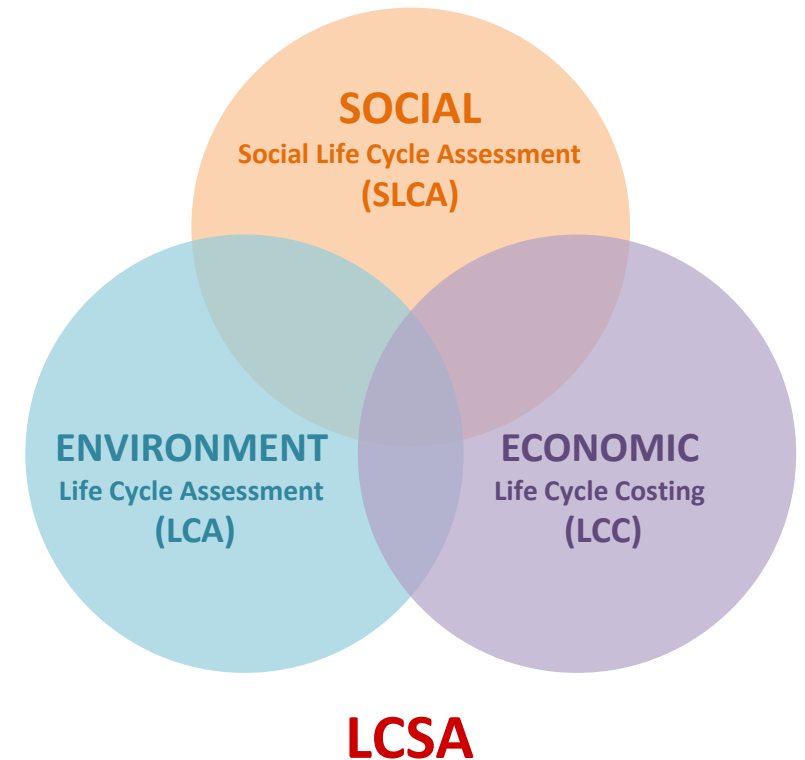 SOCIAL
Social Life Cycle Assessment
(SLCA)
ENVIRONMENT
Life Cycle Assessment
(LCA)
ECONOMIC
Life Cycle Costing
(LCC)
LCSA